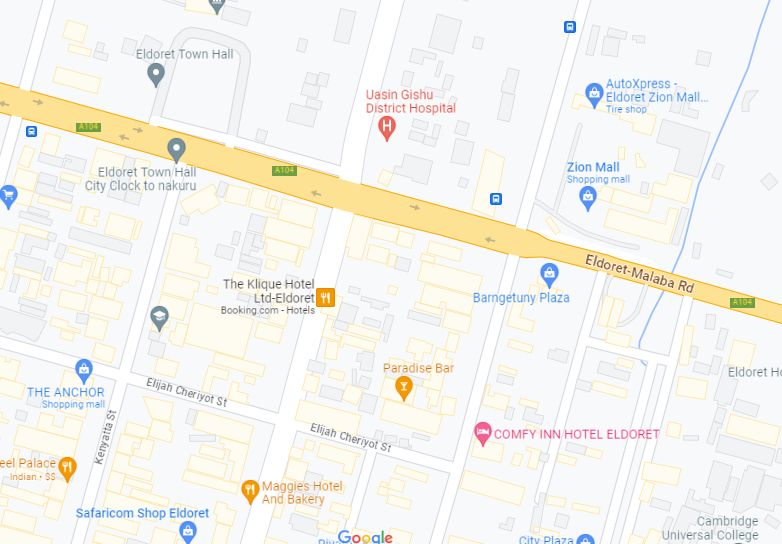 Eldoret Town Hall
Uasin Gishu
District Hospital
AutoXpress -
Eldoret Zion Mall...
Tire shop
A104
Eldoret Town Hall
City Clock to nakuru
A104
Zion Mall
Shopping mall
Eldoret-Malaba Rd
A104
The Klique Hotel
Ltd-Eldoret
Booking.com - Hotels
Barngetuny Plaza
THE ANCHOR
Shopping mall
Elijah Cheriyot St
Paradise Bar
Eldoret Ho
Kenyatta St
Elijah Cheriyot St
COMFY INN HOTEL ELDORET
eel Palace
Indian • $$
Maggies Hotel
And Bakery
Safaricom Shop Eldoret
Google
City Plaza
Cambridge
Universal College